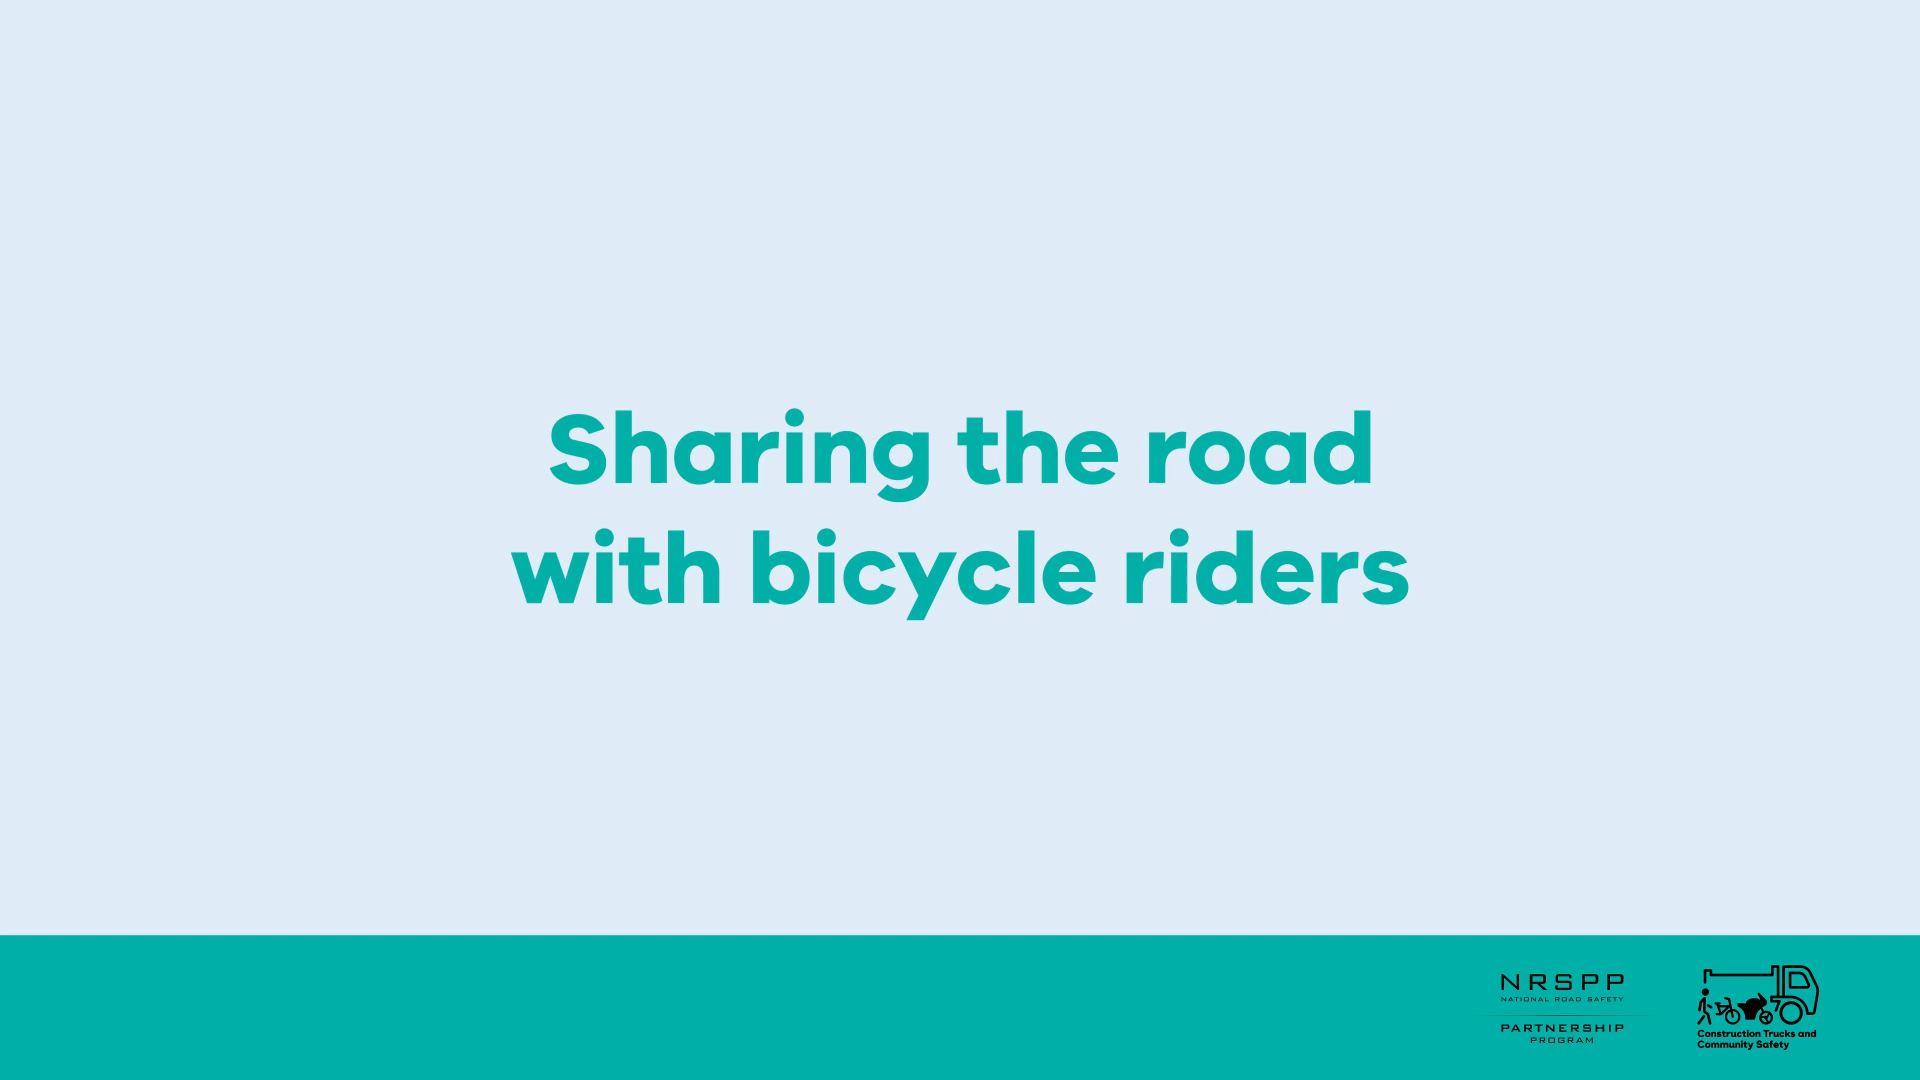 Sharing the road
with bicycle riders
NRSPP
NATIONAL ROAD SAFETY
PARTNERSHIP
PROGRAM
Construction Trucks and
Community Safety